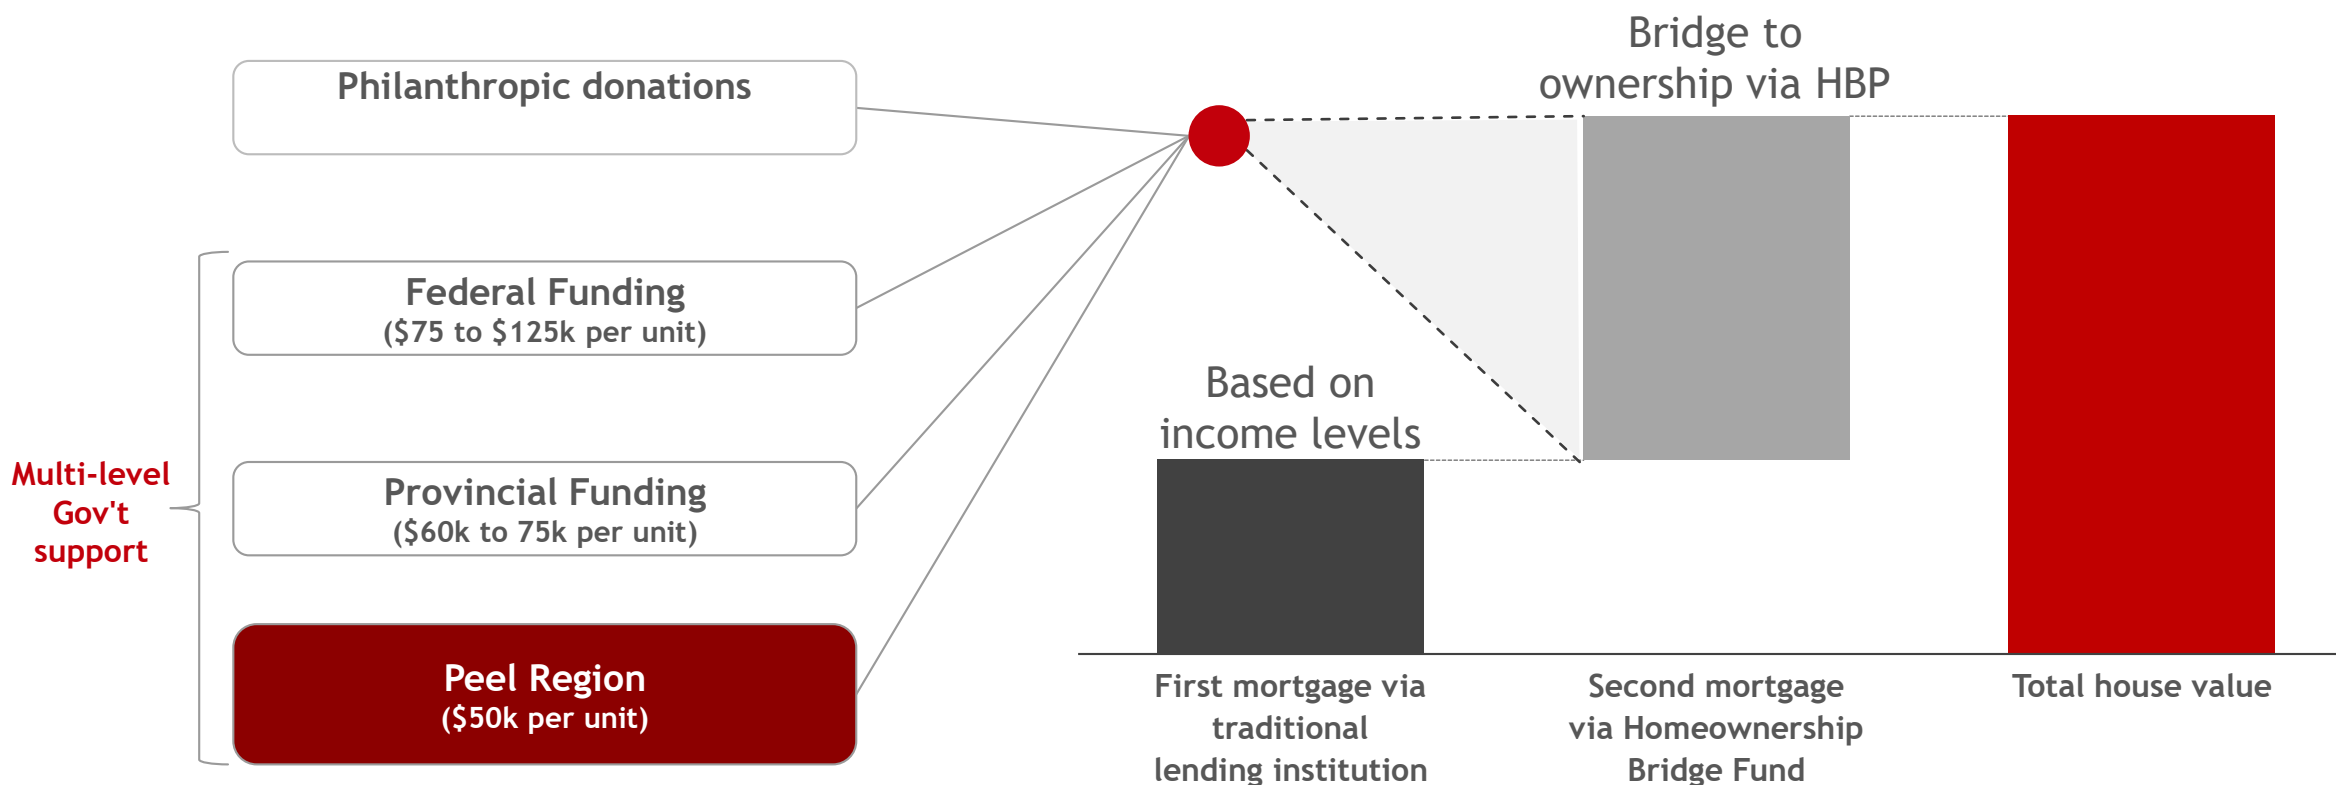 Philanthropic donations
Federal Funding
($75 to $125k per unit)
Provincial Funding
($60k to 75k per unit)
Peel Region
($50k per unit)
Multi-level
Gov't
support
Bridge to
ownership via HBP
Based on
income levels
First mortgage via
traditional
lending institution
Second mortgage
via Homeownership
Bridge Fund
Total house value